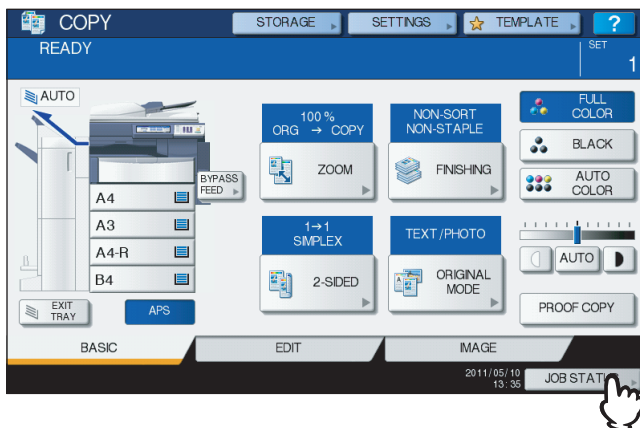 COPY
STORAGE
SETTINGS
TEMPLATE
?
READY
SET
1
AUTO
100 %
ORG → COPY
NON-SORT
NON-STAPLE
FULL
COLOR
BLACK
ZOOM
FINISHING
AUTO
COLOR
BYPASS
FEED
A4
A3
A4-R
B4
1→1
SIMPLEX
TEXT/PHOTO
2-SIDED
ORIGINAL
MODE
AUTO
EXIT
TRAY
APS
PROOF COPY
BASIC
EDIT
IMAGE
2011/05/10
13:35
JOB STAT